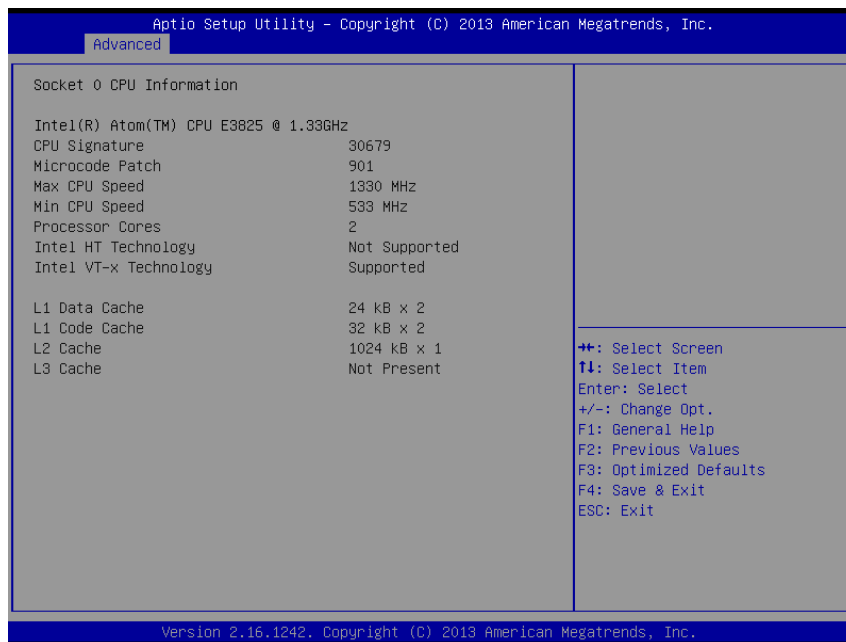 Aptio Setup Utility – Copyright (C) 2013 American Megatrends, Inc.
Advanced
Socket 0 CPU Information
Intel(R) Atom(TM) CPU E3825 @ 1.33GHz
CPU Signature 30679
Microcode Patch 901
Max CPU Speed 1330 MHz
Min CPU Speed 533 MHz
Processor Cores 2
Intel HT Technology Not Supported
Intel VT-x Technology Supported
L1 Data Cache 24 kB x 2
L1 Code Cache 32 kB x 2
L2 Cache 1024 kB x 1
L3 Cache Not Present
→←: Select Screen
↑↓: Select Item
Enter: Select
+/-: Change Opt.
F1: General Help
F2: Previous Values
F3: Optimized Defaults
F4: Save & Exit
ESC: Exit
Version 2.16.1242. Copyright (C) 2013 American Megatrends, Inc.